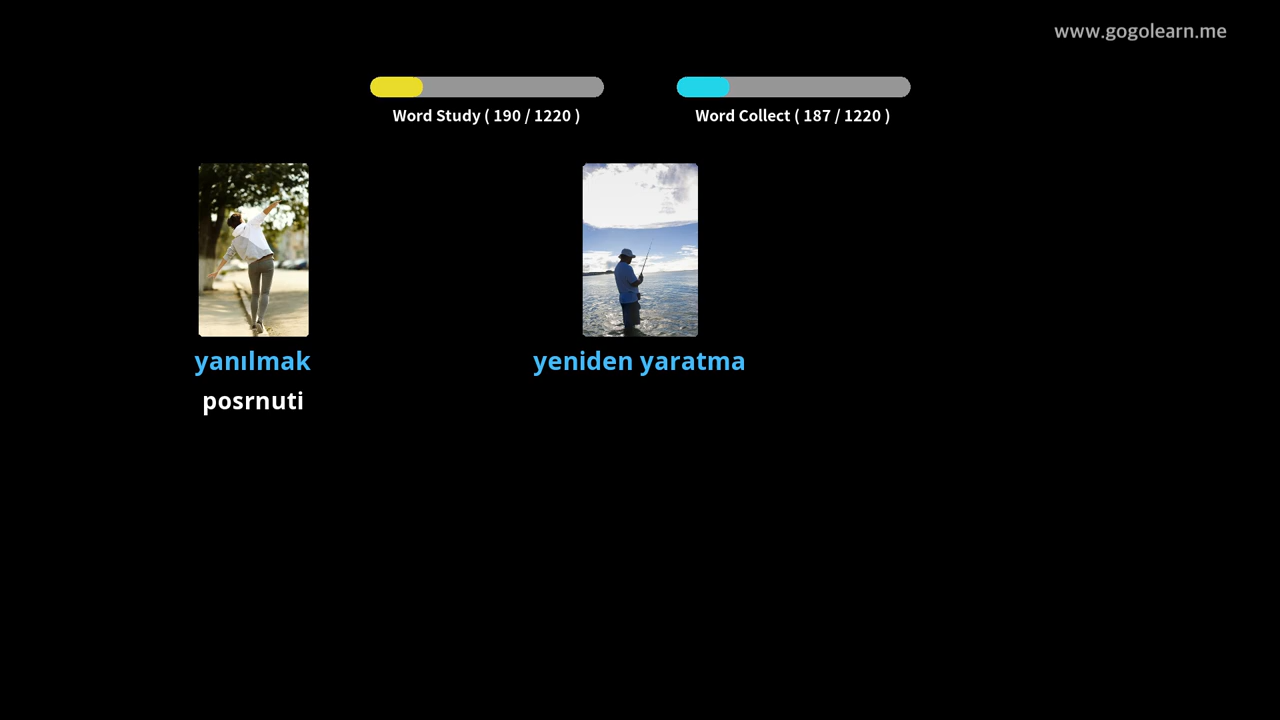 www.gogolearn.me
Word Study ( 190 / 1220 )
Word Collect ( 187 / 1220 )
yanılmak
posrnuti
yeniden yaratma